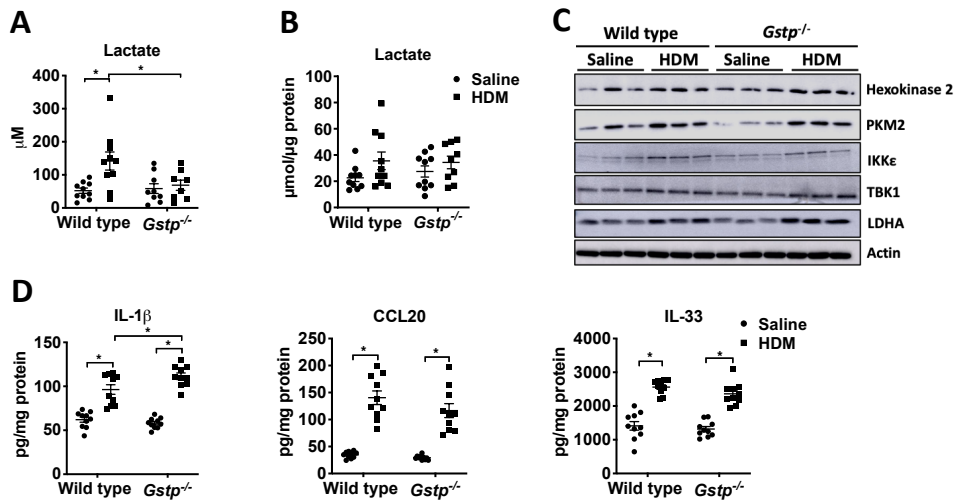 A
Lactate
μM
400
300
200
100
0
*
*
Wild type
Gstp-/-
B
Lactate
μmol/μg protein
100
80
60
40
20
0
Saline
HDM
Wild type
Gstp-/-
C
Wild type
Gstp-/-
Saline
HDM
Saline
HDM
Hexokinase 2
PKM2
IKKε
TBK1
LDHA
Actin
D
IL-1β
pg/mg protein
150
100
50
0
*
*
*
Wild type
Gstp-/-
CCL20
pg/mg protein
250
200
150
100
50
0
*
*
Wild type
Gstp-/-
IL-33
pg/mg protein
4000
3000
2000
1000
0
*
*
Saline
HDM
Wild type
Gstp-/-